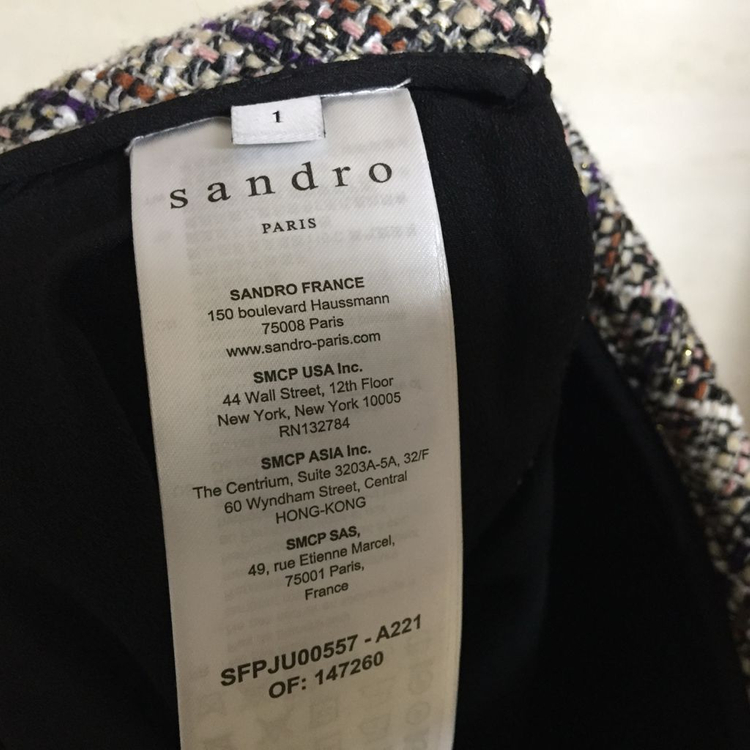 1
sandro
PARIS
SANDRO FRANCE
150 boulevard Haussmann
75008 Paris
www.sandro-paris.com
SMCP USA Inc.
44 Wall Street, 12th Floor
New York, New York 10005
RN132784
SMCP ASIA Inc.
The Centrium, Suite 3203A-5A, 32/F
60 Wyndham Street, Central
HONG-KONG
SMCP SAS,
49, rue Etienne Marcel,
75001 Paris,
France
SFPJU00557 - A221
OF: 147260